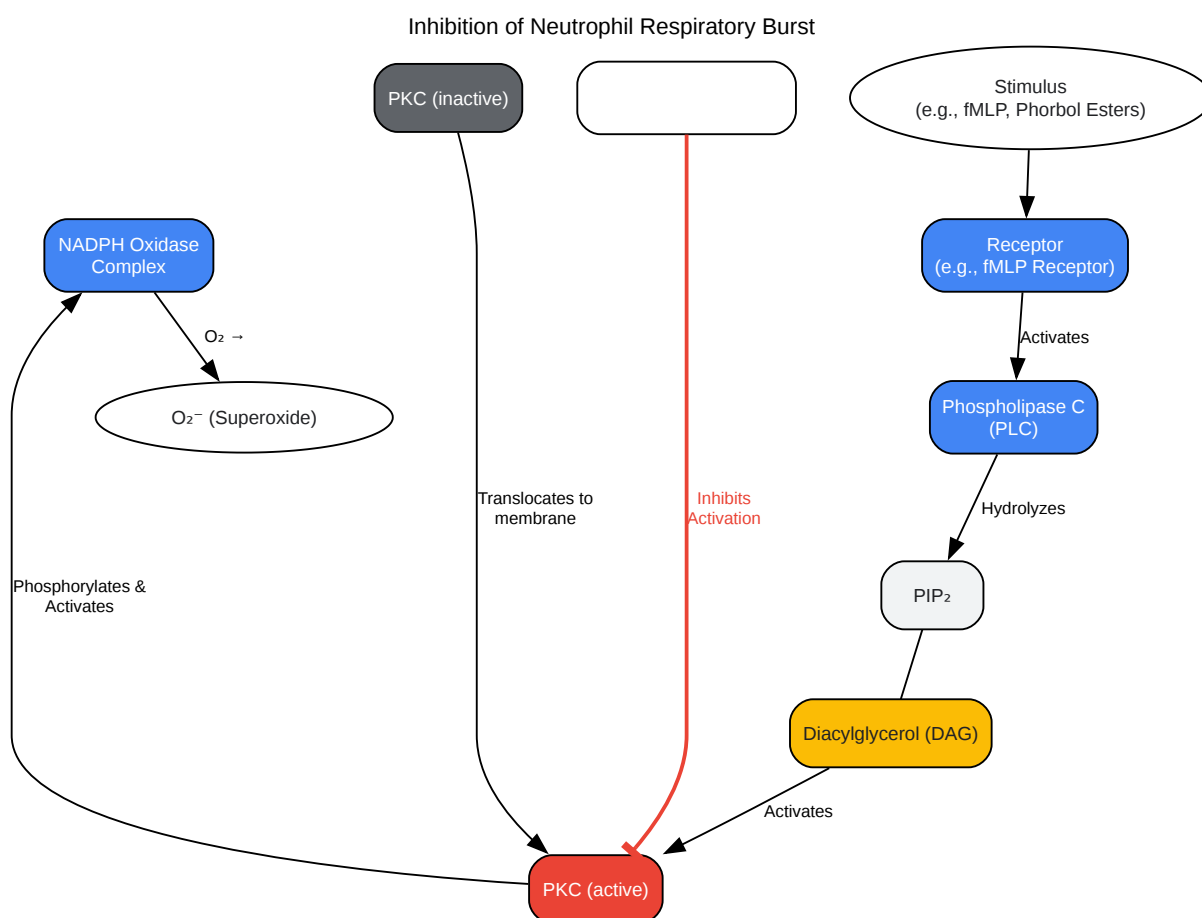 Inhibition of Neutrophil Respiratory Burst
PKC (inactive)
Stimulus
(e.g., fMLP, Phorbol Esters)
NADPH Oxidase
Complex
Receptor
(e.g., fMLP Receptor)
O₂ →
Activates
O₂⁻ (Superoxide)
Phospholipase C
(PLC)
Translocates to
membrane
Inhibits
Activation
Hydrolyzes
Phosphorylates &
Activates
PIP₂
Diacylglycerol (DAG)
Activates
PKC (active)